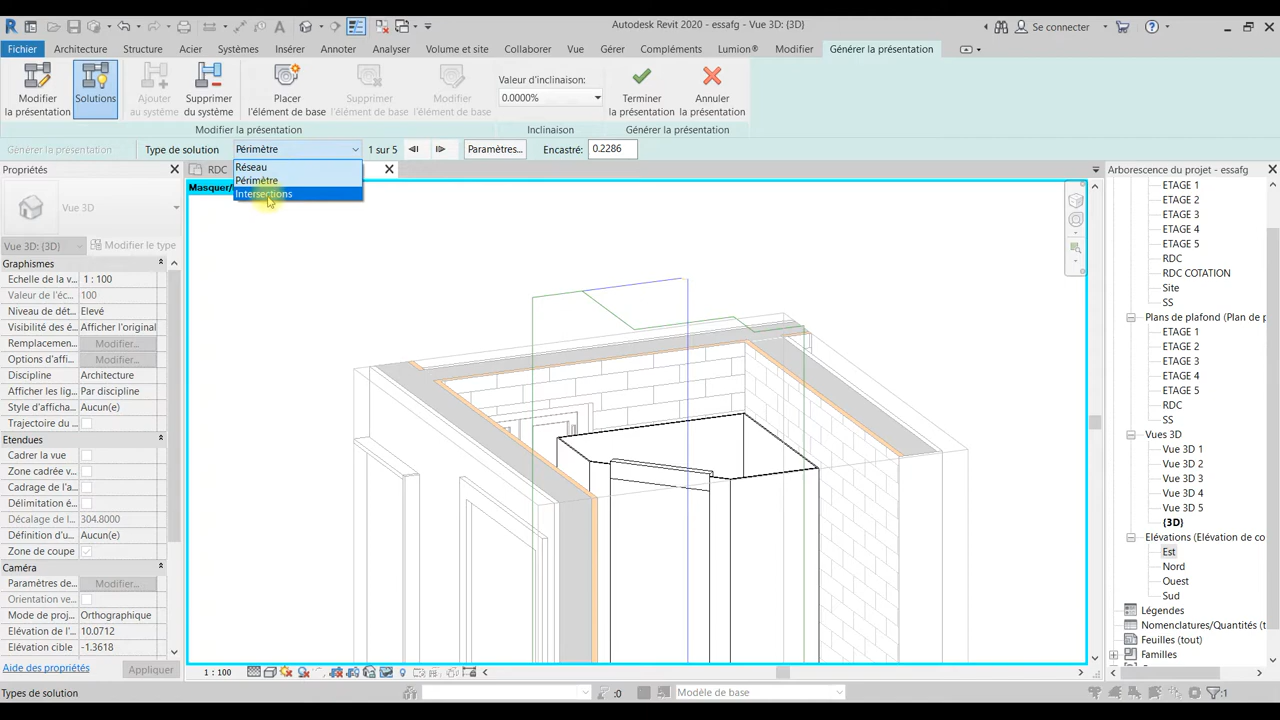 Autodesk Revit 2020 - essafg - Vue 3D: {3D}
Se connecter
Fichier Architecture Structure Acier Systèmes Insérer Annoter Analyser Volume et site Collaborer Vue Gérer Compléments Modifier Générer la présentation
Modifier la présentation
Solutions
Ajouter au système
Supprimer du système
Placer l'élément de base
Supprimer l'élément de base
Modifier l'élément de base
Valeur d'inclinaison:
0.0000%
Terminer la présentation
Annuler la présentation
Modifier la présentation Inclinaison Générer la présentation
Générer la présentation Type de solution Périmètre 1 sur 5 Paramètres... Encastré: 0.2286
Réseau
Périmètre
Intersections
Propriétés
RDC
Masquer/
Vue 3D
Vue 3D: {3D} Modifier le type
Graphismes
Echelle de la v... 1 : 100
Valeur de l'éc... 100
Niveau de dét... Elevé
Visibilité des é... Afficher l'original
Remplacemen... Modifier...
Options d'affi... Modifier...
Discipline Architecture
Afficher les lig... Par discipline
Style d'afficha... Aucun(e)
Trajectoire du ...
Etendues
Cadrer la vue
Zone cadrée v...
Cadrage de l'a...
Délimitation é...
Décalage de l... 304.8000
Définition d'u... Aucun(e)
Zone de coupe
Caméra
Paramètres de... Modifier...
Orientation ve...
Mode de proj... Orthographique
Elévation de l'... 10.0712
Elévation cible -1.3618
Aide des propriétés Appliquer
1 : 100
Types de solution
:0
Modèle de base
:1
Arborescence du projet - essafg
ETAGE 1
ETAGE 2
ETAGE 3
ETAGE 4
ETAGE 5
RDC
RDC COTATION
Site
SS
Plans de plafond (Plan de p
ETAGE 1
ETAGE 2
ETAGE 3
ETAGE 4
ETAGE 5
RDC
SS
Vues 3D
Vue 3D 1
Vue 3D 2
Vue 3D 3
Vue 3D 4
Vue 3D 5
{3D}
Elévations (Elévation de co
Est
Nord
Ouest
Sud
Légendes
Nomenclatures/Quantités (t
Feuilles (tout)
Familles